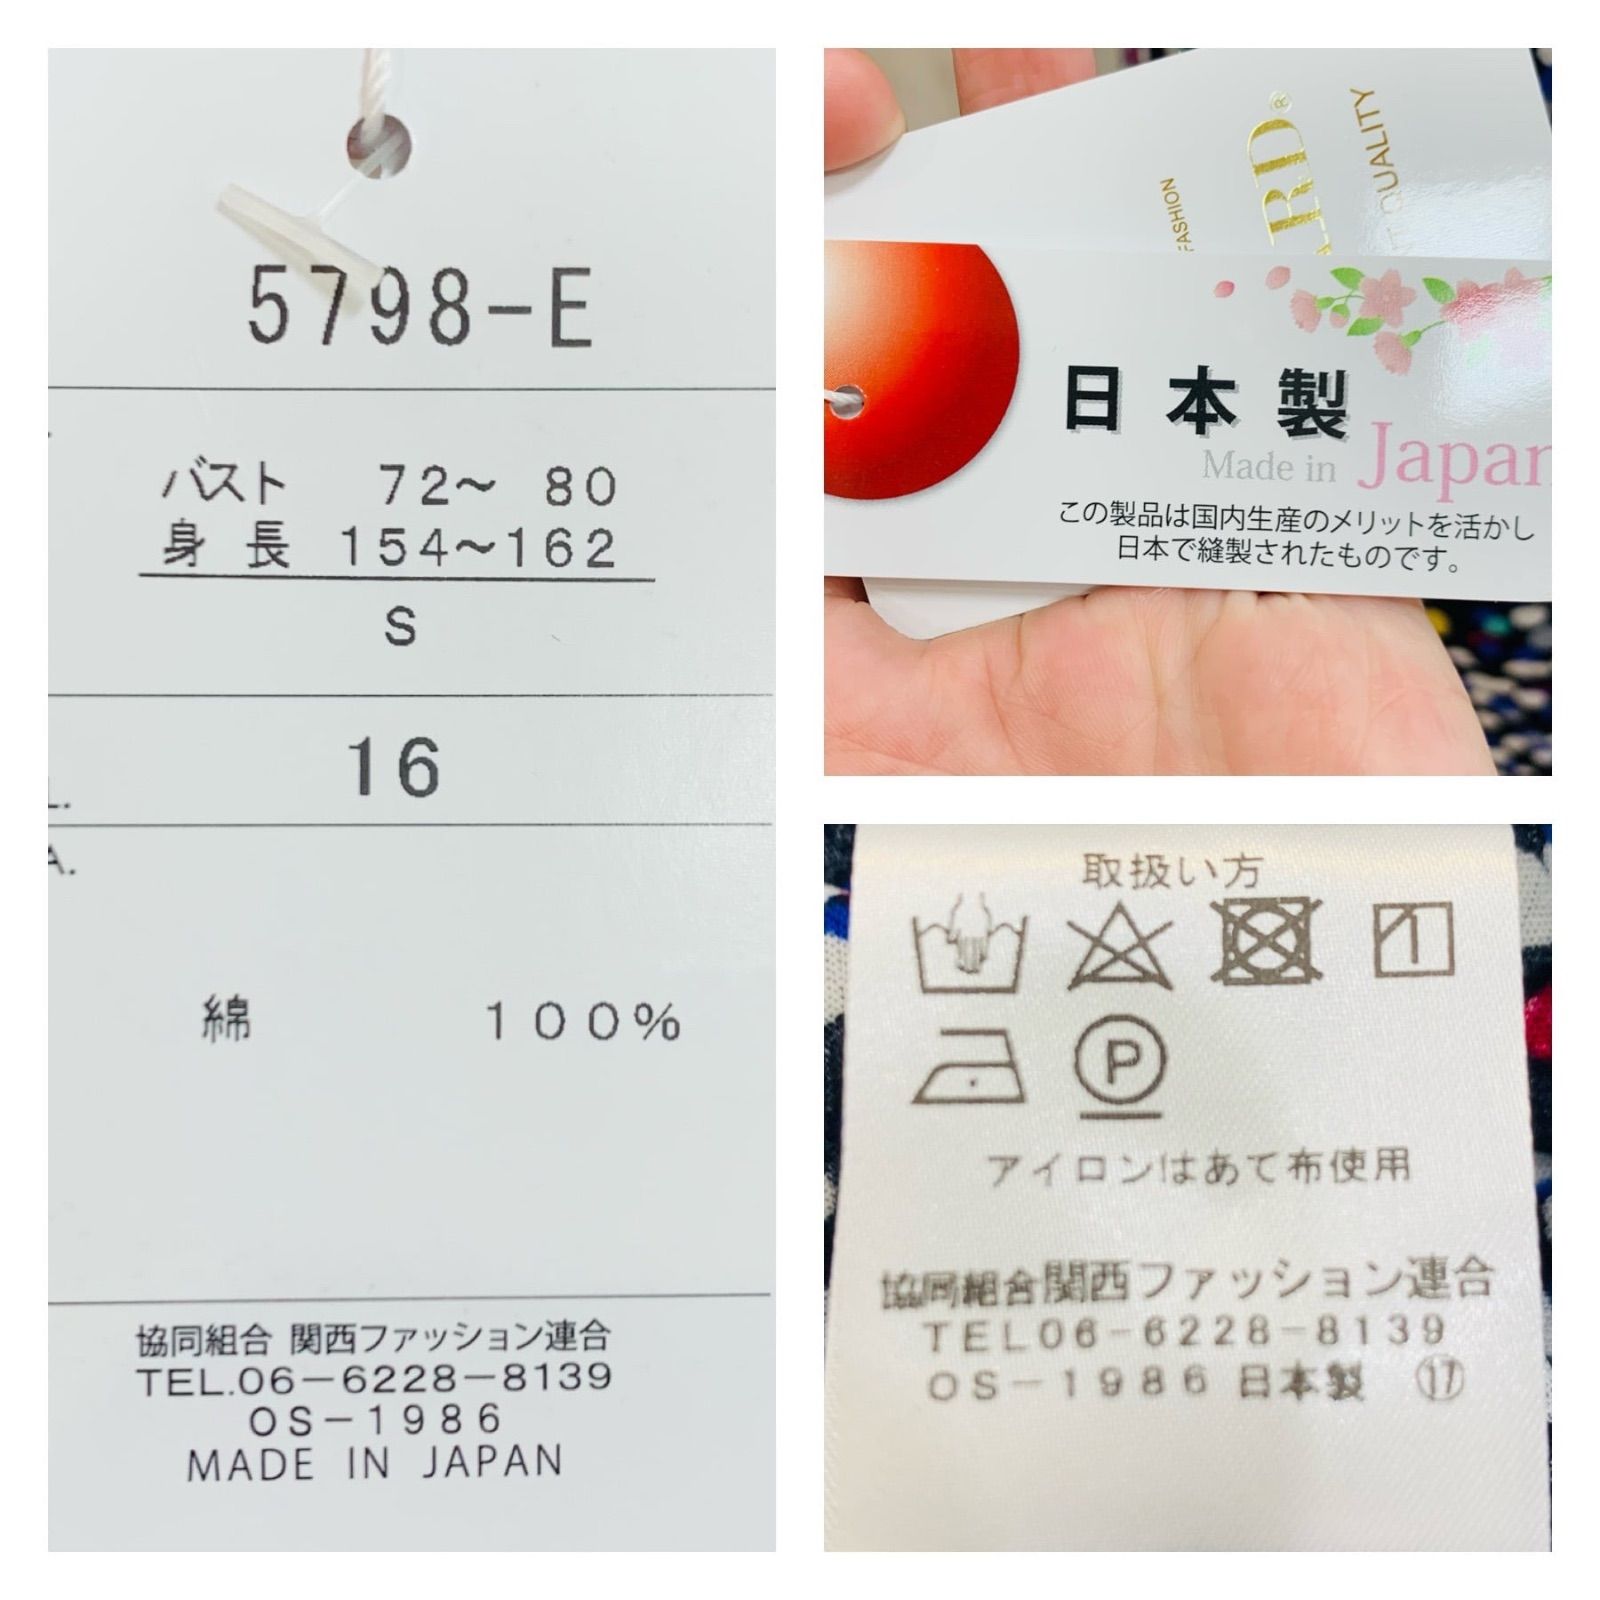 5798-E
バスト 72～ 80
身 長 154～162
S
16
L.
A.
綿 100%
協同組合 関西ファッション連合
TEL.06－6228－8139
OS－1986
MADE IN JAPAN
FASHION
RD®
QUALITY
日本製
Made in Japan
この製品は国内生産のメリットを活かし
日本で縫製されたものです。
取扱い方
P
アイロンはあて布使用
協同組合関西ファッション連合
TEL06－6228－8139
OS－1986 日本製 ⑰